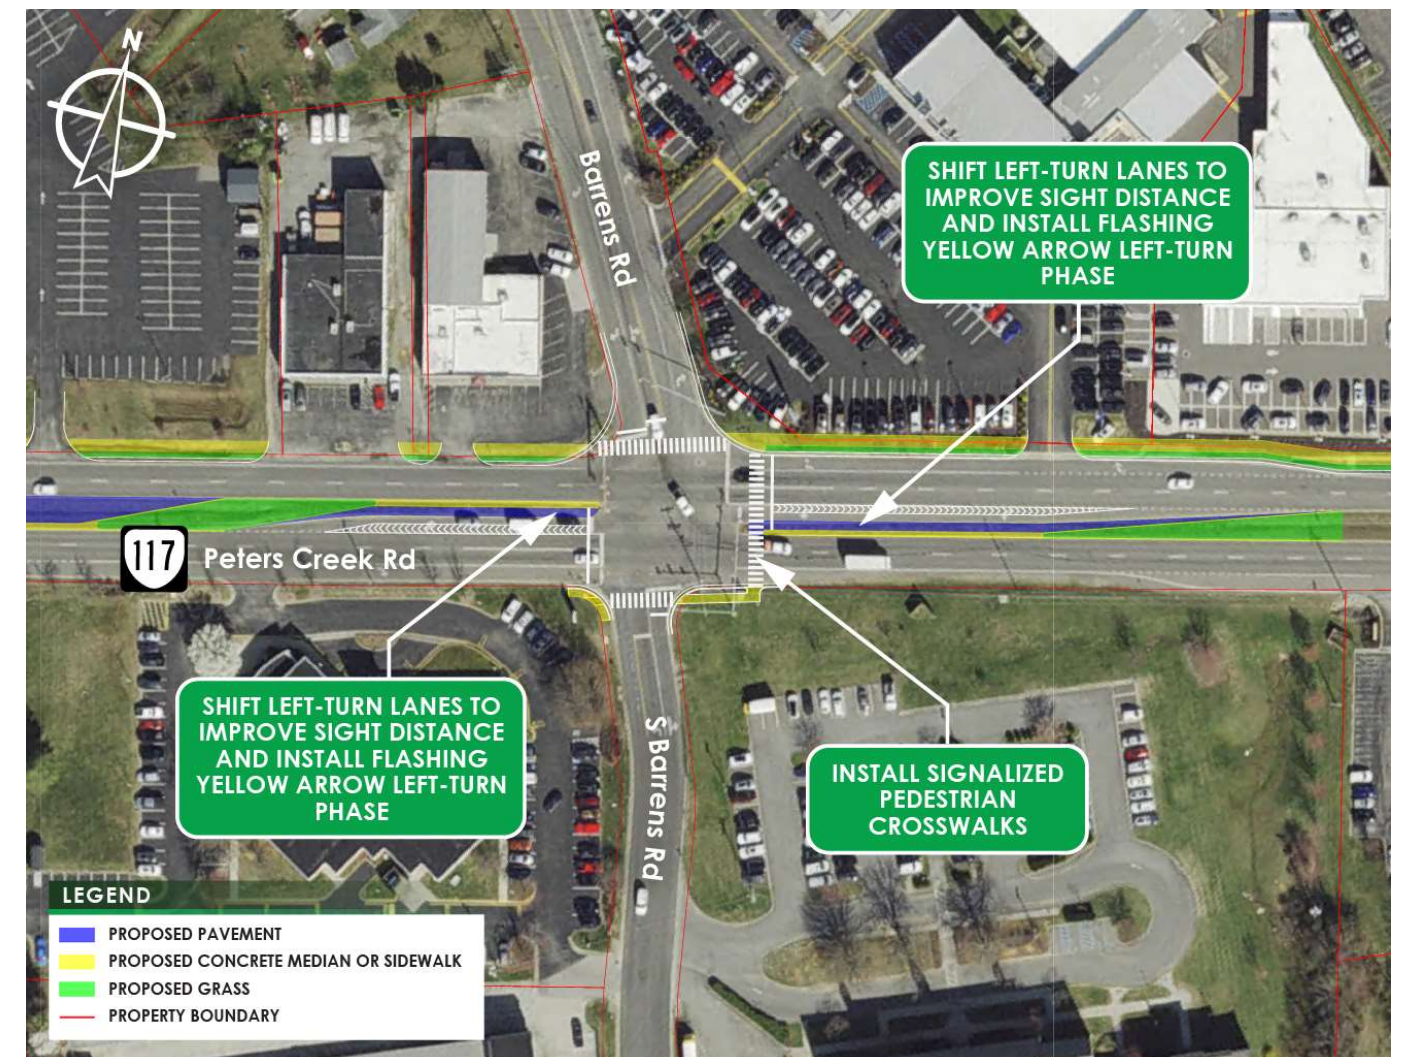 N
Barrens Rd
SHIFT LEFT-TURN LANES TO
IMPROVE SIGHT DISTANCE
AND INSTALL FLASHING
YELLOW ARROW LEFT-TURN
PHASE
117
Peters Creek Rd
SHIFT LEFT-TURN LANES TO
IMPROVE SIGHT DISTANCE
AND INSTALL FLASHING
YELLOW ARROW LEFT-TURN
PHASE
S Barrens Rd
INSTALL SIGNALIZED
PEDESTRIAN
CROSSWALKS
LEGEND
PROPOSED PAVEMENT
PROPOSED CONCRETE MEDIAN OR SIDEWALK
PROPOSED GRASS
PROPERTY BOUNDARY